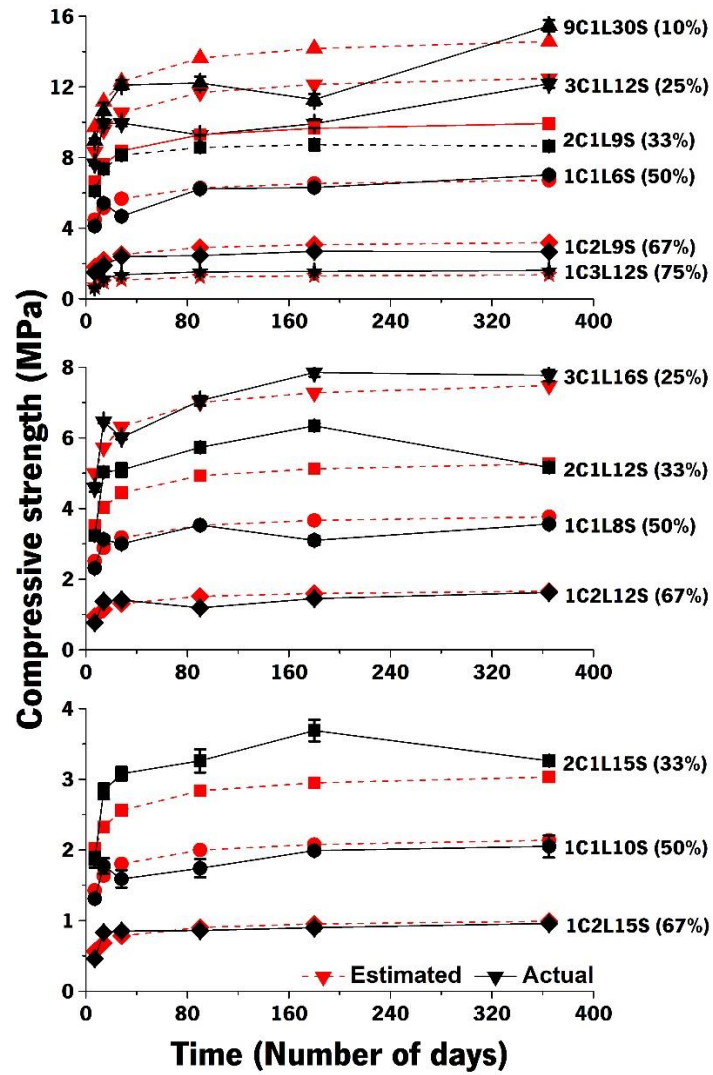 Compressive strength (MPa)
16
12
8
4
0
0 80 160 240 320 400
9C1L30S (10%)
3C1L12S (25%)
2C1L9S (33%)
1C1L6S (50%)
1C2L9S (67%)
1C3L12S (75%)
8
6
4
2
0
0 80 160 240 320 400
3C1L16S (25%)
2C1L12S (33%)
1C1L8S (50%)
1C2L12S (67%)
4
3
2
1
0
0 80 160 240 320 400
2C1L15S (33%)
1C1L10S (50%)
1C2L15S (67%)
Estimated Actual
Time (Number of days)